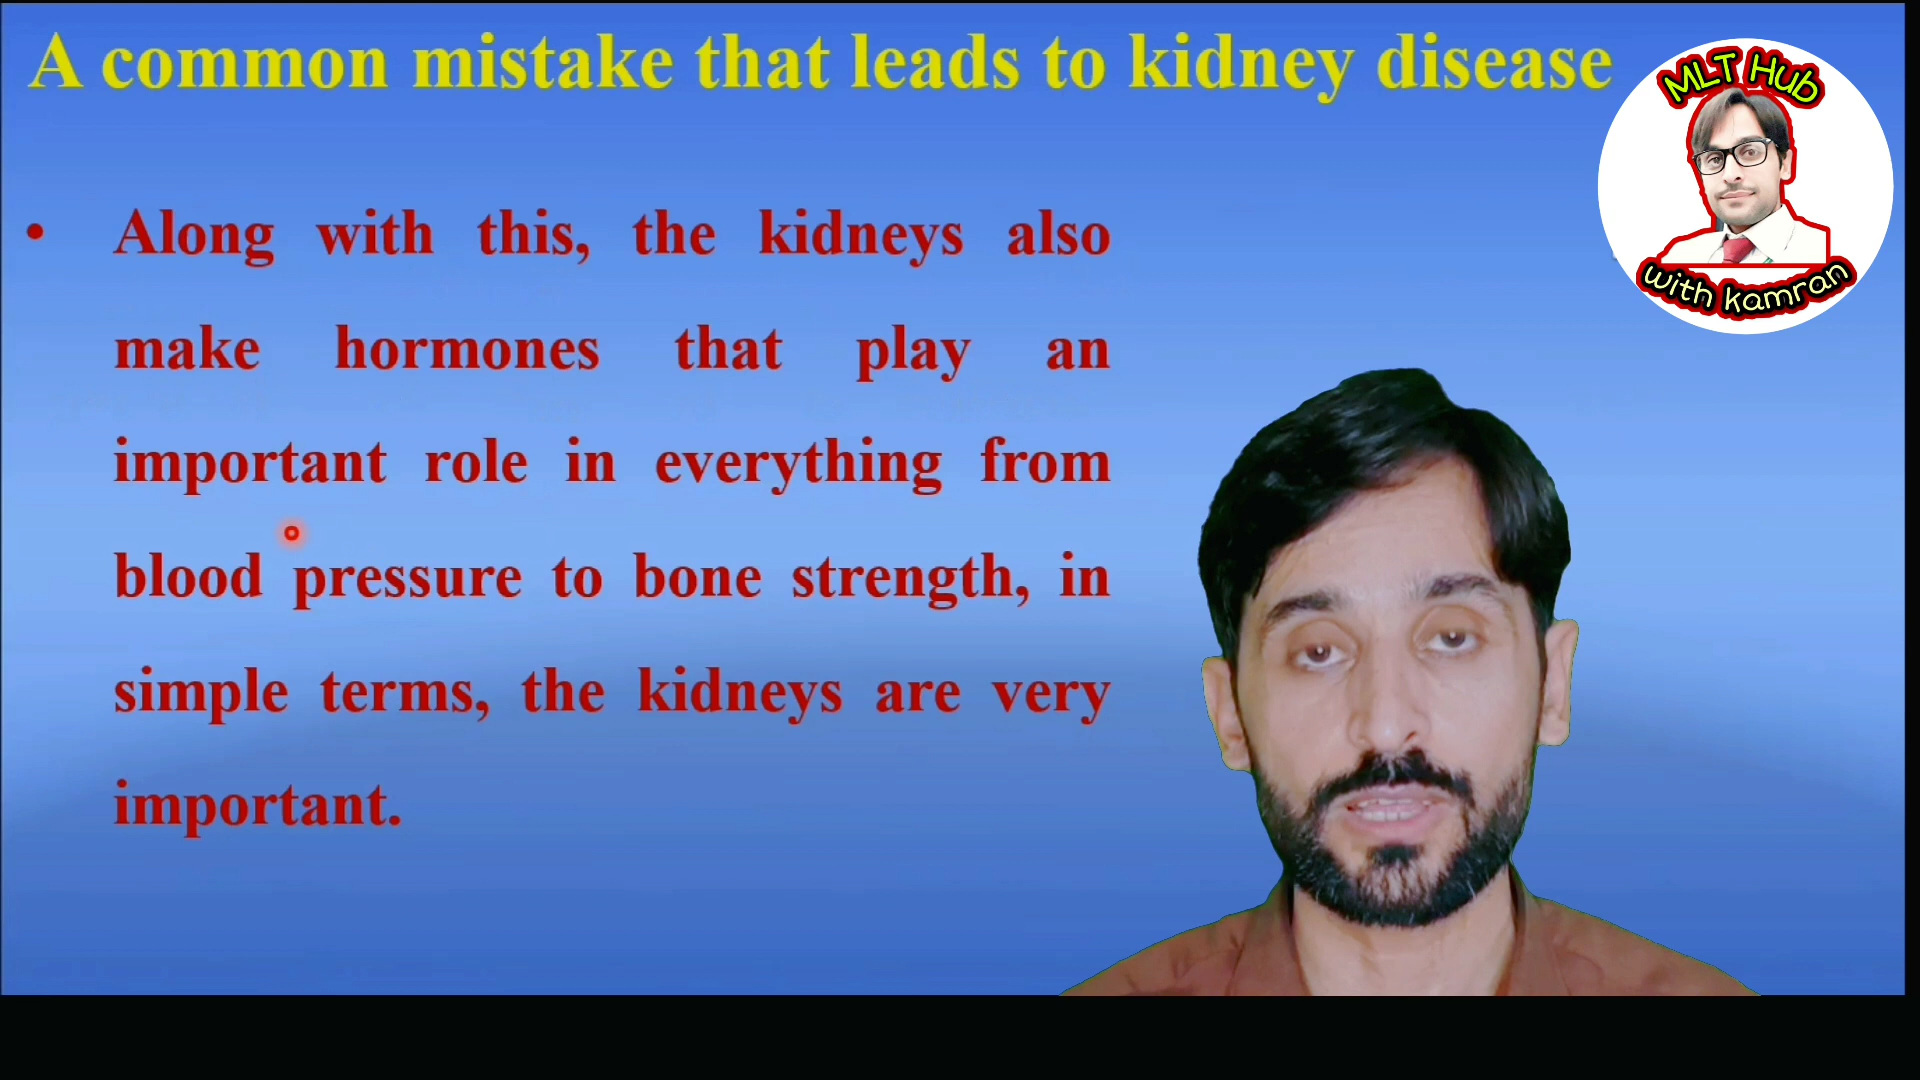 A common mistake that leads to kidney disease
MLT Hub
with kamran
• Along with this, the kidneys also
make hormones that play an
important role in everything from
blood pressure to bone strength, in
simple terms, the kidneys are very
important.